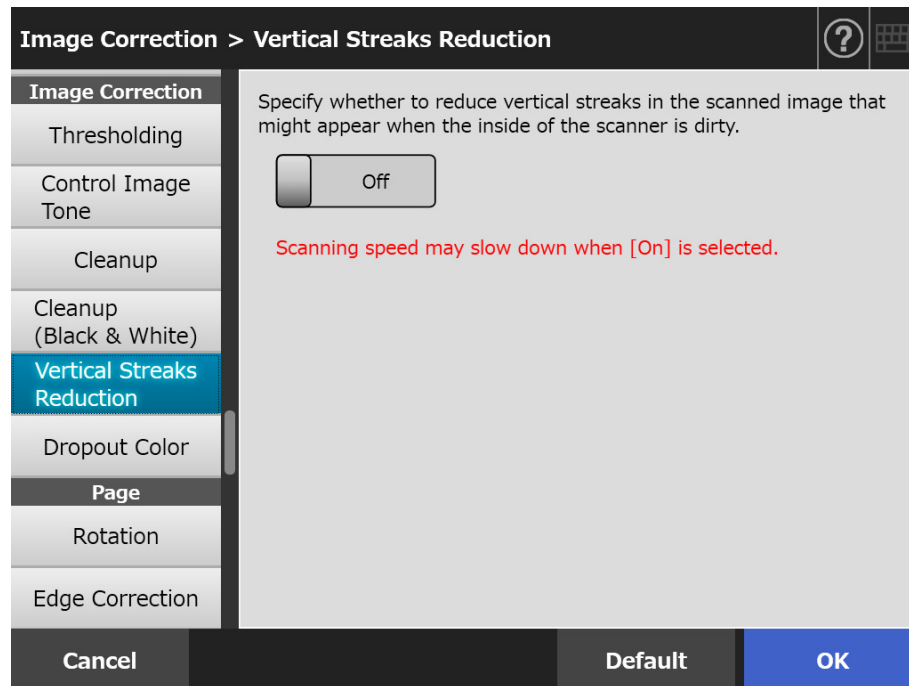 Image Correction > Vertical Streaks Reduction
?
Image Correction
Thresholding
Control Image
Tone
Cleanup
Cleanup
(Black & White)
Vertical Streaks
Reduction
Dropout Color
Page
Rotation
Edge Correction
Specify whether to reduce vertical streaks in the scanned image that
might appear when the inside of the scanner is dirty.
Off
Scanning speed may slow down when [On] is selected.
Cancel
Default
OK